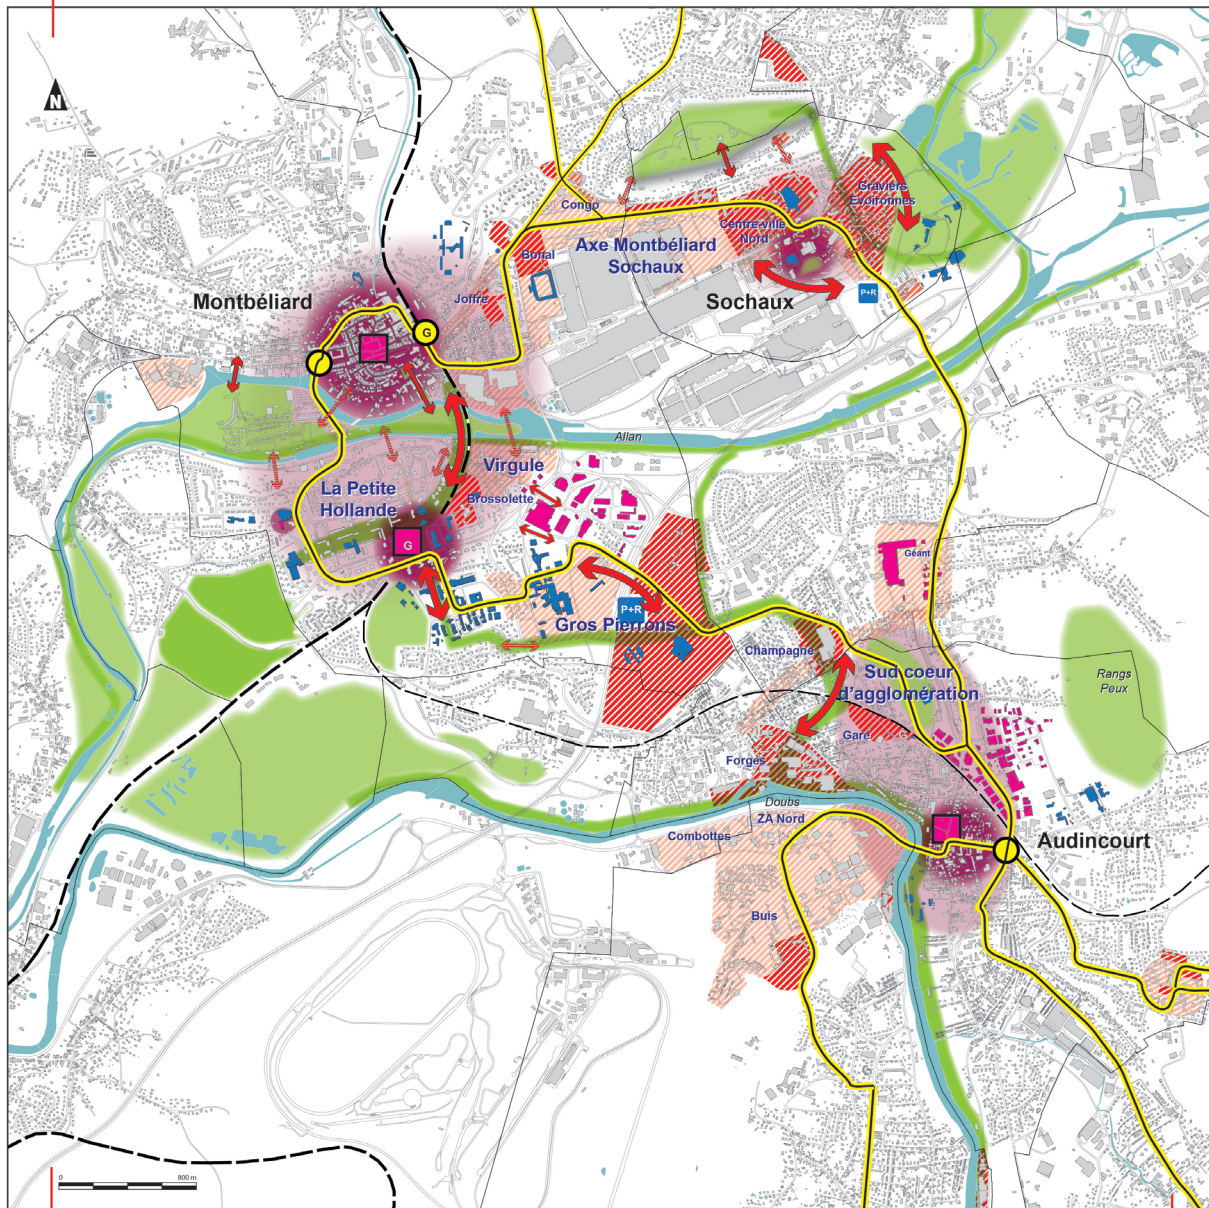 N
Graviers
Evoironnes
Congo
Centre-ville
Nord
Axe Montbéliard
Sochaux
Bonal
Montbéliard
Joffre
Sochaux
P+R
G
Allan
Virgule
La Petite
Hollande
Brossolette
G
Géant
P+R
Gros Pierrons
Champagne
Sud coeur
d'agglomération
Rangs
Peux
Gare
Forges
Doubs
ZA Nord
Combottes
Audincourt
Buis
0
800 m